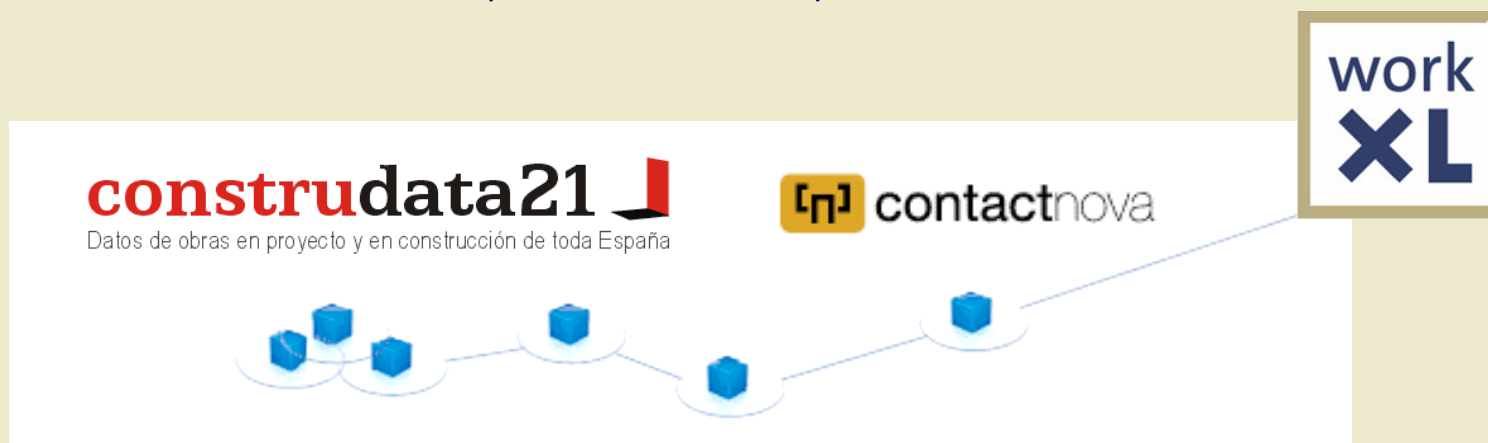 work
XL
construdata21
Datos de obras en proyecto y en construcción de toda España
[n] contactnova